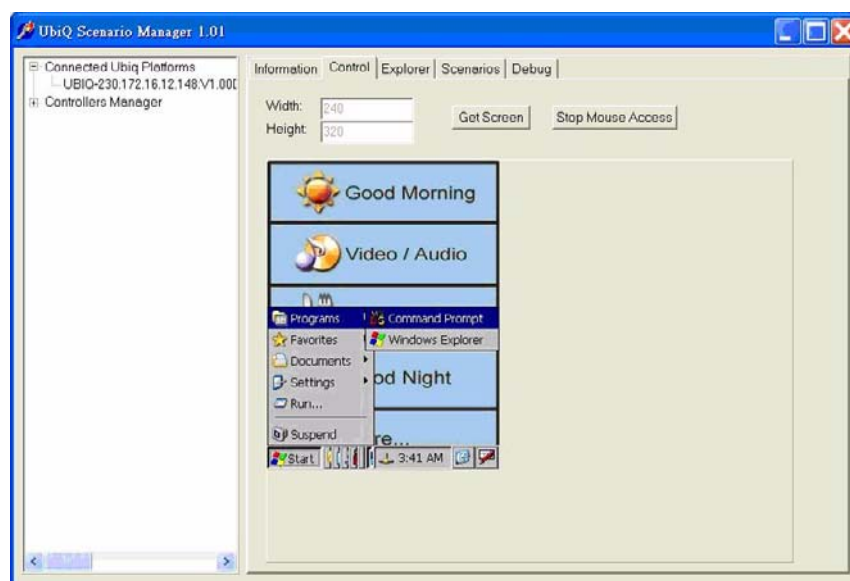 UbiQ Scenario Manager 1.01
Connected Ubiq Platforms
UBIQ-230.172.16.12.148.V1.00
Controllers Manager
Information Control Explorer Scenarios Debug
Width: 240
Height: 320
Get Screen Stop Mouse Access
Good Morning
Video / Audio
Programs
Command Prompt
Favorites
Windows Explorer
Documents
Settings
od Night
Run...
Suspend
re...
Start 3:41 AM